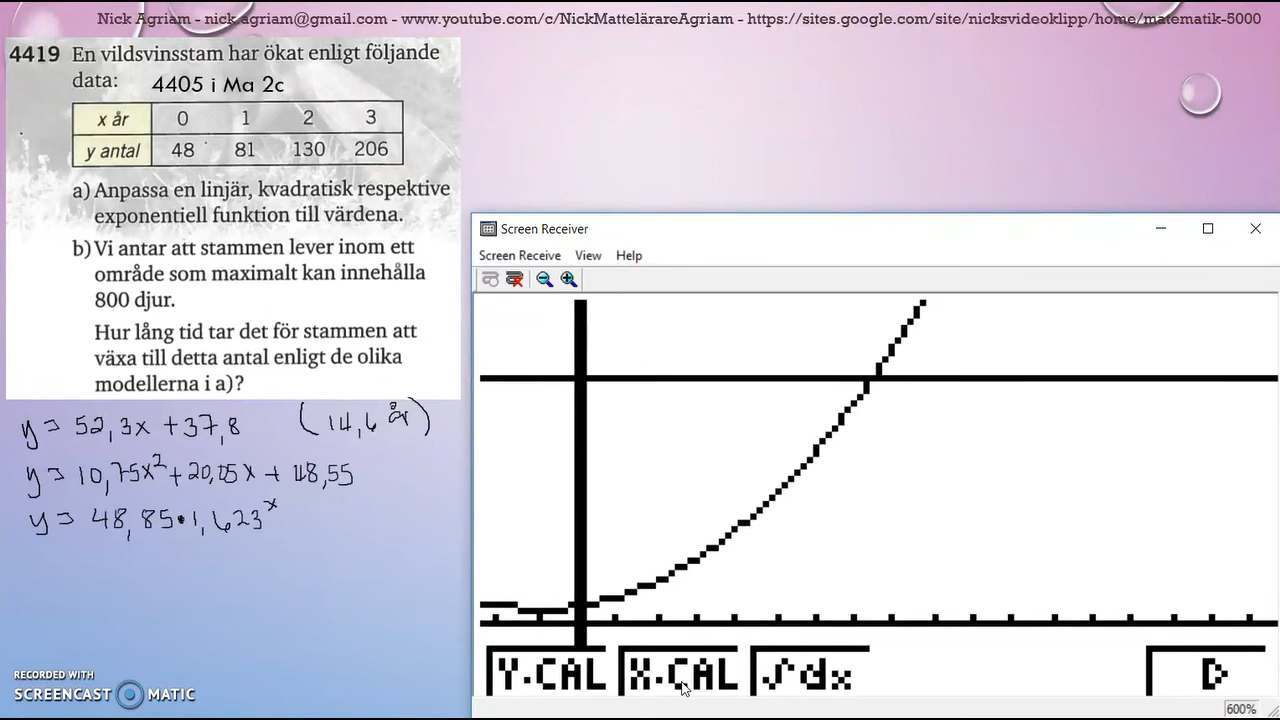 Nick Agriam - nick.agriam@gmail.com - www.youtube.com/c/NickMattelärareAgriam - https://sites.google.com/site/nicksvideoklipp/home/matematik-5000
4419 En vildsvinsstam har ökat enligt följande
data: 4405 i Ma 2c
x år 0 1 2 3
y antal 48 81 130 206
a) Anpassa en linjär, kvadratisk respektive
exponentiell funktion till värdena.
b) Vi antar att stammen lever inom ett
område som maximalt kan innehålla
800 djur.
Hur lång tid tar det för stammen att
växa till detta antal enligt de olika
modellerna i a)?
y = 52,3x + 37,8 (14,6 år)
y = 10,75x² + 20,05x + 48,55
y = 48,85·1,623^x
Screen Receiver
Screen Receive View Help
Y-CAL X-CAL ∫dx ▷
600%
RECORDED WITH
SCREENCAST MATIC